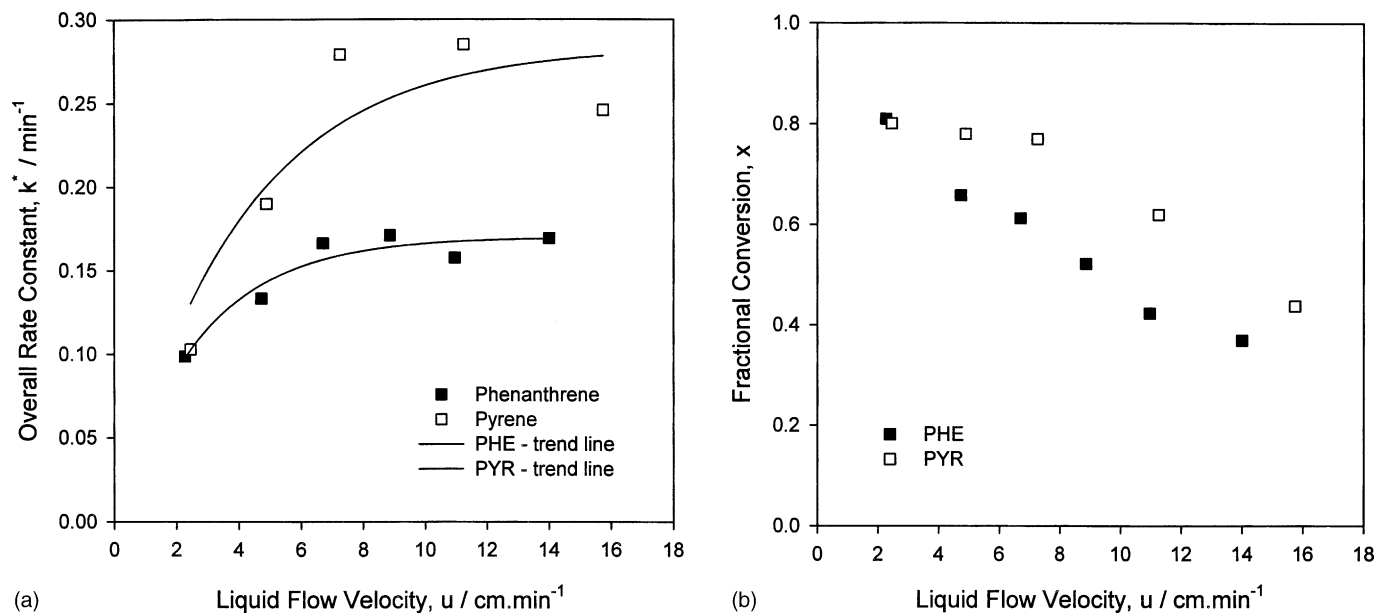 Overall Rate Constant, k* / min-1
0.30
0.25
0.20
0.15
0.10
0.05
0.00
Phenanthrene
Pyrene
PHE - trend line
PYR - trend line
0 2 4 6 8 10 12 14 16 18
Liquid Flow Velocity, u / cm.min-1
(a)
Fractional Conversion, x
1.0
0.8
0.6
0.4
0.2
0.0
PHE
PYR
0 2 4 6 8 10 12 14 16 18
Liquid Flow Velocity, u / cm.min-1
(b)